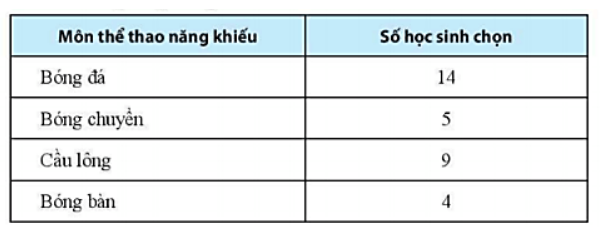 Môn thể thao năng khiếu Số học sinh chọn
Bóng đá 14
Bóng chuyền 5
Cầu lông 9
Bóng bàn 4